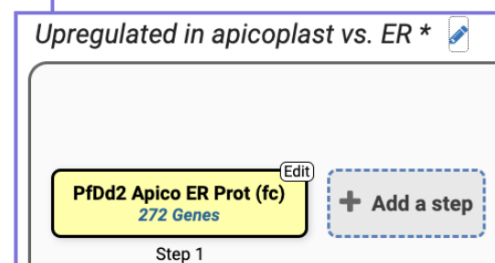 Upregulated in apicoplast vs. ER *
Edit
PfDd2 Apico ER Prot (fc)
272 Genes
+ Add a step
Step 1